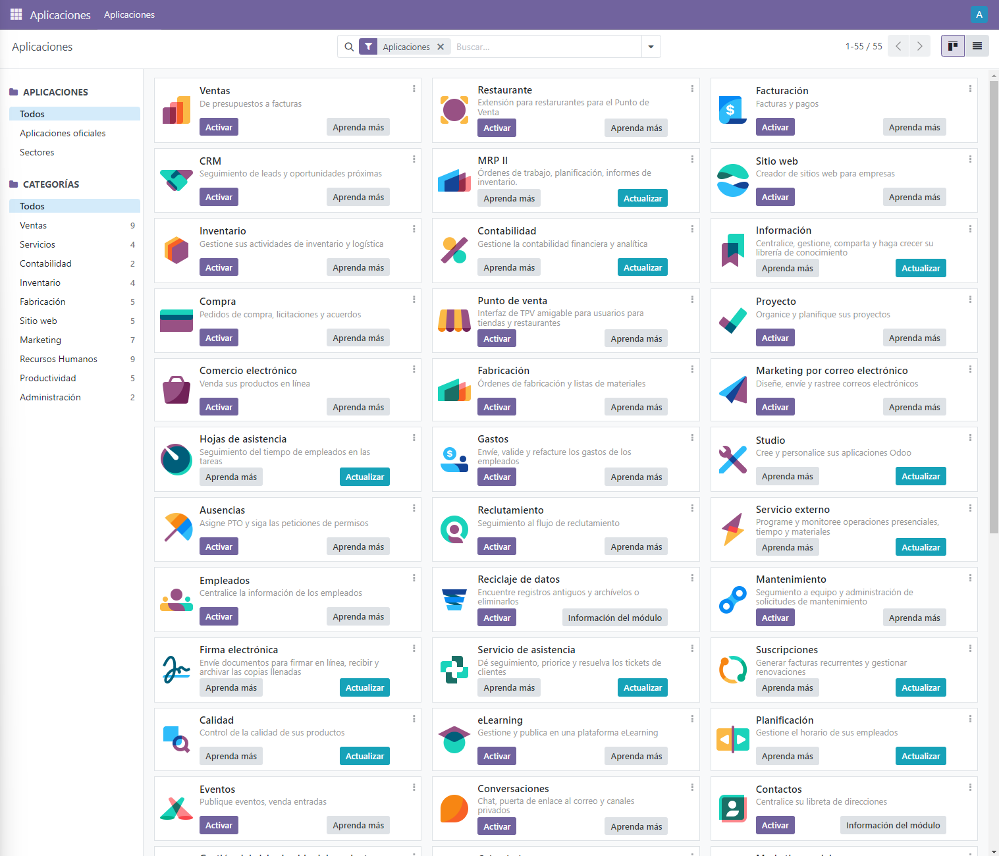 Aplicaciones
Aplicaciones
A
Aplicaciones
Aplicaciones
Buscar...
1-55 / 55
APLICACIONES
Todos
Aplicaciones oficiales
Sectores
CATEGORÍAS
Todos
Ventas 9
Servicios 4
Contabilidad 2
Inventario 4
Fabricación 5
Sitio web 5
Marketing 7
Recursos Humanos 9
Productividad 5
Administración 2
Ventas
De presupuestos a facturas
Activar
Aprenda más
Restaurante
Extensión para restarurantes para el Punto de
Venta
Activar
Aprenda más
Facturación
Facturas y pagos
Activar
Aprenda más
CRM
Seguimiento de leads y oportunidades próximas
Activar
Aprenda más
MRP II
Órdenes de trabajo, planificación, informes de
inventario.
Aprenda más
Actualizar
Sitio web
Creador de sitios web para empresas
Activar
Aprenda más
Inventario
Gestione sus actividades de inventario y logística
Activar
Aprenda más
Contabilidad
Gestione la contabilidad financiera y analítica
Aprenda más
Actualizar
Información
Centralice, gestione, comparta y haga crecer su
librería de conocimiento
Aprenda más
Actualizar
Compra
Pedidos de compra, licitaciones y acuerdos
Activar
Aprenda más
Punto de venta
Interfaz de TPV amigable para usuarios para
tiendas y restaurantes
Activar
Aprenda más
Proyecto
Organice y planifique sus proyectos
Activar
Aprenda más
Comercio electrónico
Venda sus productos en línea
Activar
Aprenda más
Fabricación
Órdenes de fabricación y listas de materiales
Activar
Aprenda más
Marketing por correo electrónico
Diseñe, envíe y rastree correos electrónicos
Activar
Aprenda más
Hojas de asistencia
Seguimiento del tiempo de empleados en las
tareas
Aprenda más
Actualizar
Gastos
Envíe, valide y refacture los gastos de los
empleados
Activar
Aprenda más
Studio
Cree y personalice sus aplicaciones Odoo
Aprenda más
Actualizar
Ausencias
Asigne PTO y siga las peticiones de permisos
Activar
Aprenda más
Reclutamiento
Seguimiento al flujo de reclutamiento
Activar
Aprenda más
Servicio externo
Programe y monitoree operaciones presenciales,
tiempo y materiales
Aprenda más
Actualizar
Empleados
Centralice la información de los empleados
Activar
Aprenda más
Reciclaje de datos
Encuentre registros antiguos y archívelos o
eliminarlos
Activar
Información del módulo
Mantenimiento
Segumiento a equipo y administración de
solicitudes de mantenimiento
Activar
Aprenda más
Firma electrónica
Envíe documentos para firmar en línea, recibir y
archivar las copias llenadas
Aprenda más
Actualizar
Servicio de asistencia
Dé seguimiento, priorice y resuelva los tickets de
clientes
Aprenda más
Actualizar
Suscripciones
Generar facturas recurrentes y gestionar
renovaciones
Aprenda más
Actualizar
Calidad
Control de la calidad de sus productos
Aprenda más
Actualizar
eLearning
Gestione y publica en una plataforma eLearning
Activar
Aprenda más
Planificación
Gestione el horario de sus empleados
Aprenda más
Actualizar
Eventos
Publique eventos, venda entradas
Activar
Aprenda más
Conversaciones
Chat, puerta de enlace al correo y canales
privados
Activar
Aprenda más
Contactos
Centralice su libreta de direcciones
Activar
Información del módulo